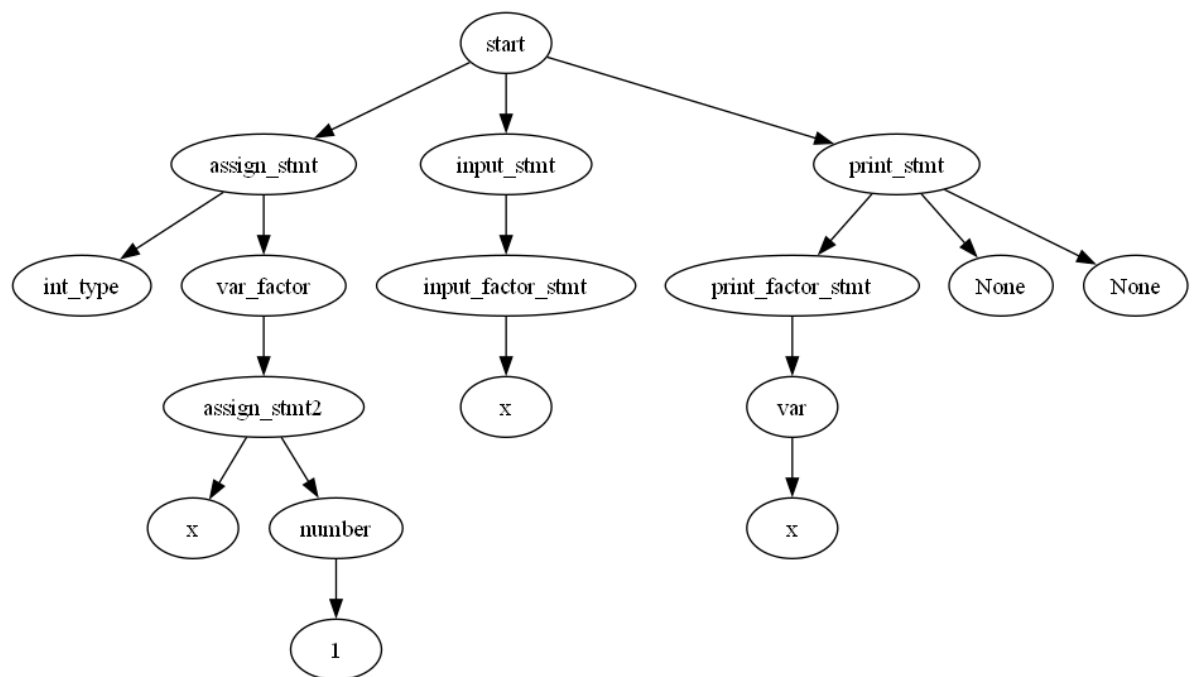 start
assign_stmt
input_stmt
print_stmt
int_type
var_factor
input_factor_stmt
print_factor_stmt
None
None
assign_stmt2
x
var
x
number
x
1